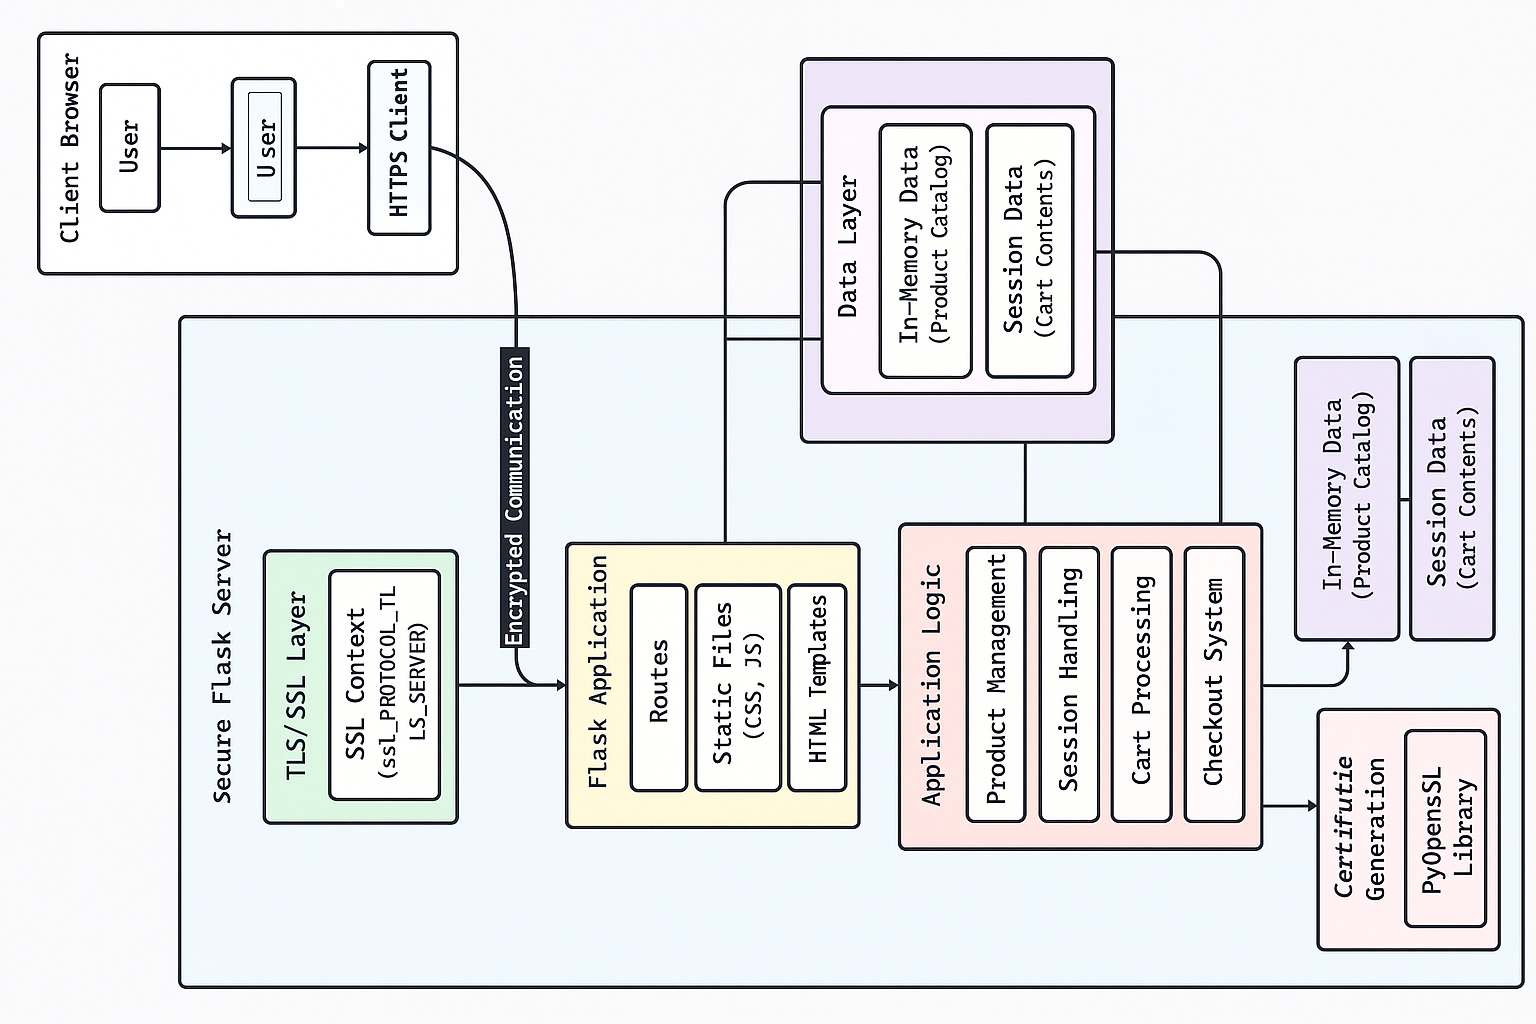 Client Browser
User
User
HTTPS Client
Encrypted Communication
Secure Flask Server
TLS/SSL Layer
SSL Context
(ssl_PROTOCOL_TL
LS_SERVER)
Flask Application
Routes
Static Files
(CSS, JS)
HTML Templates
Data Layer
In-Memory Data
(Product Catalog)
Session Data
(Cart Contents)
Application Logic
Product Management
Session Handling
Cart Processing
Checkout System
In-Memory Data
(Product Catalog)
Session Data
(Cart Contents)
Certifutie
Generation
PyOpensSL
Library